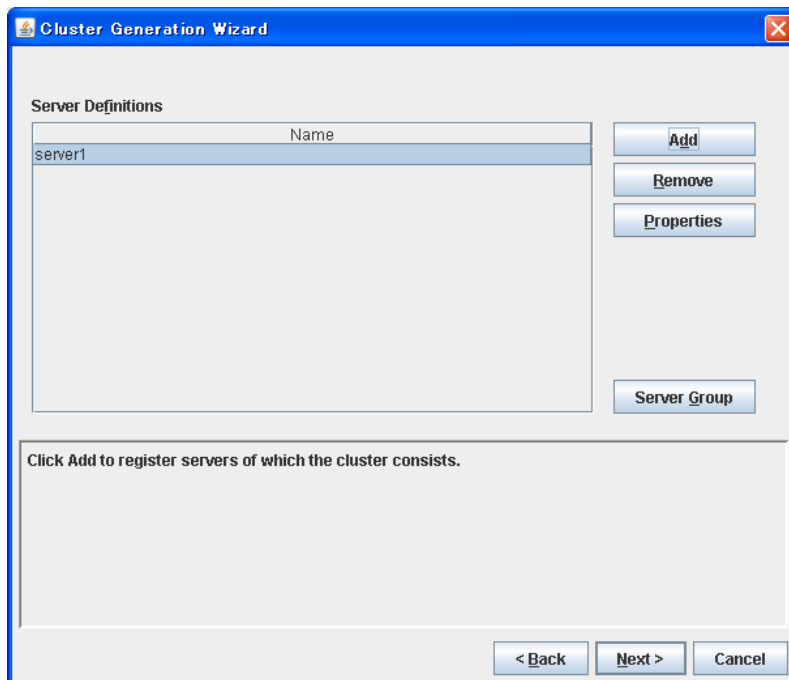 Cluster Generation Wizard
Server Definitions
Name
server1
Add
Remove
Properties
Server Group
Click Add to register servers of which the cluster consists.
< Back
Next >
Cancel